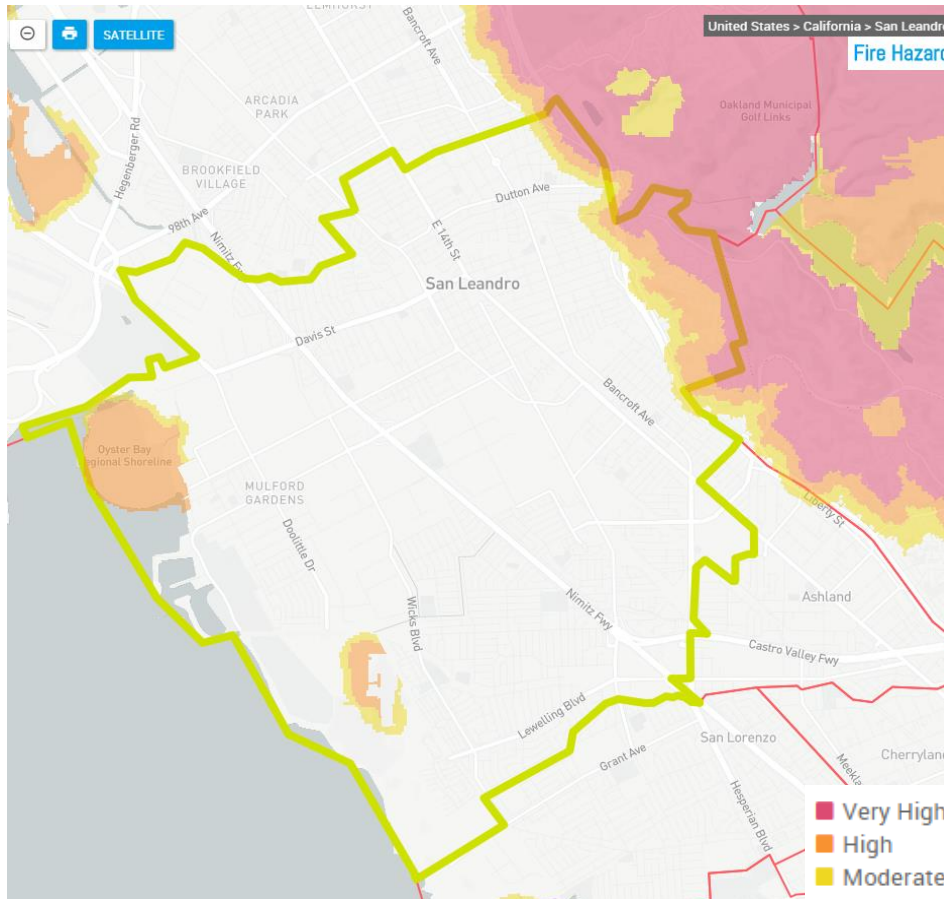 ELMHURST
Bancroft Ave
SATELLITE
United States > California > San Leandro
Fire Hazard
ARCADIA
PARK
Oakland Municipal
Golf Links
Hegenberger Rd
BROOKFIELD
VILLAGE
98th Ave
Dutton Ave
Nimitz Fwy
E 14th St
San Leandro
Davis St
Bancroft Ave
Oyster Bay
Regional Shoreline
MULFORD
GARDENS
Liberty St
Doolittle Dr
Nimitz Fwy
Wicks Blvd
Ashland
Castro Valley Fwy
Lewelling Blvd
San Lorenzo
Grant Ave
Cherryland
Hesperian Blvd
Very High
High
Moderate